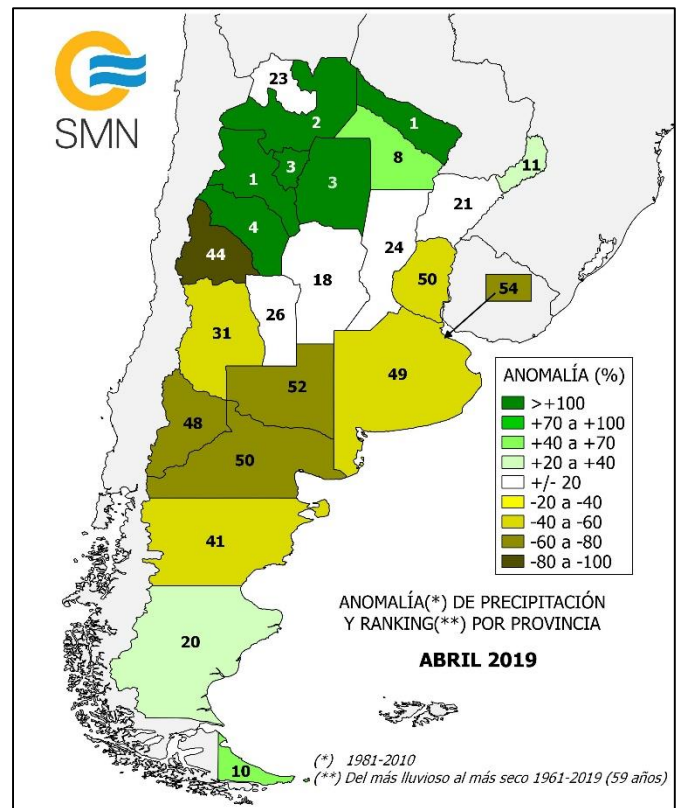 SMN
23
2
1
8
11
1
3
3
21
4
24
44
50
18
54
26
31
49
52
48
50
41
20
10
ANOMALÍA (%)
>+100
+70 a +100
+40 a +70
+20 a +40
+/- 20
-20 a -40
-40 a -60
-60 a -80
-80 a -100
ANOMALÍA(*) DE PRECIPITACIÓN
Y RANKING(**) POR PROVINCIA
ABRIL 2019
(*) 1981-2010
(**) Del más lluvioso al más seco 1961-2019 (59 años)